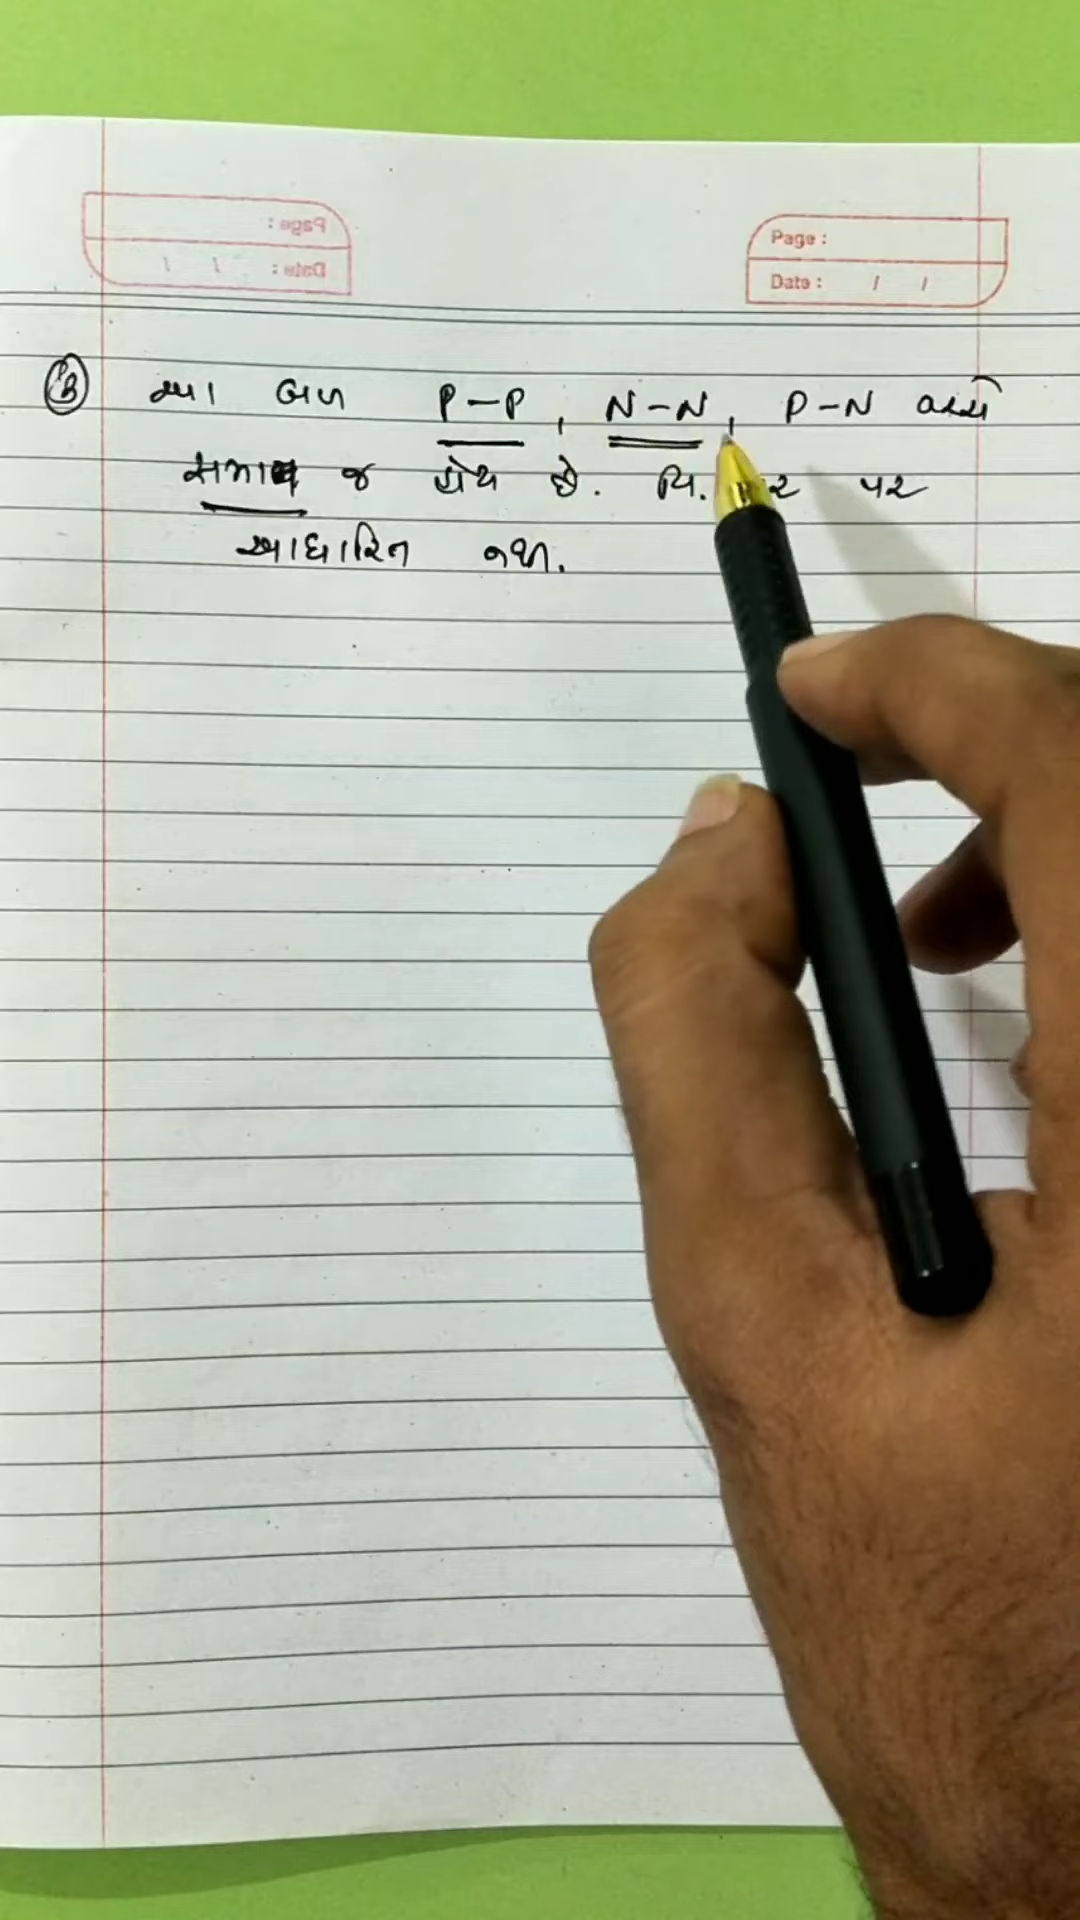 Page :
Date : / /
Page :
Date : / /
(B) આ બળ P-P, N-N, P-N વચ્ચે
સમાન જ હોય છે. વિ. પર
આધારિત નથી.